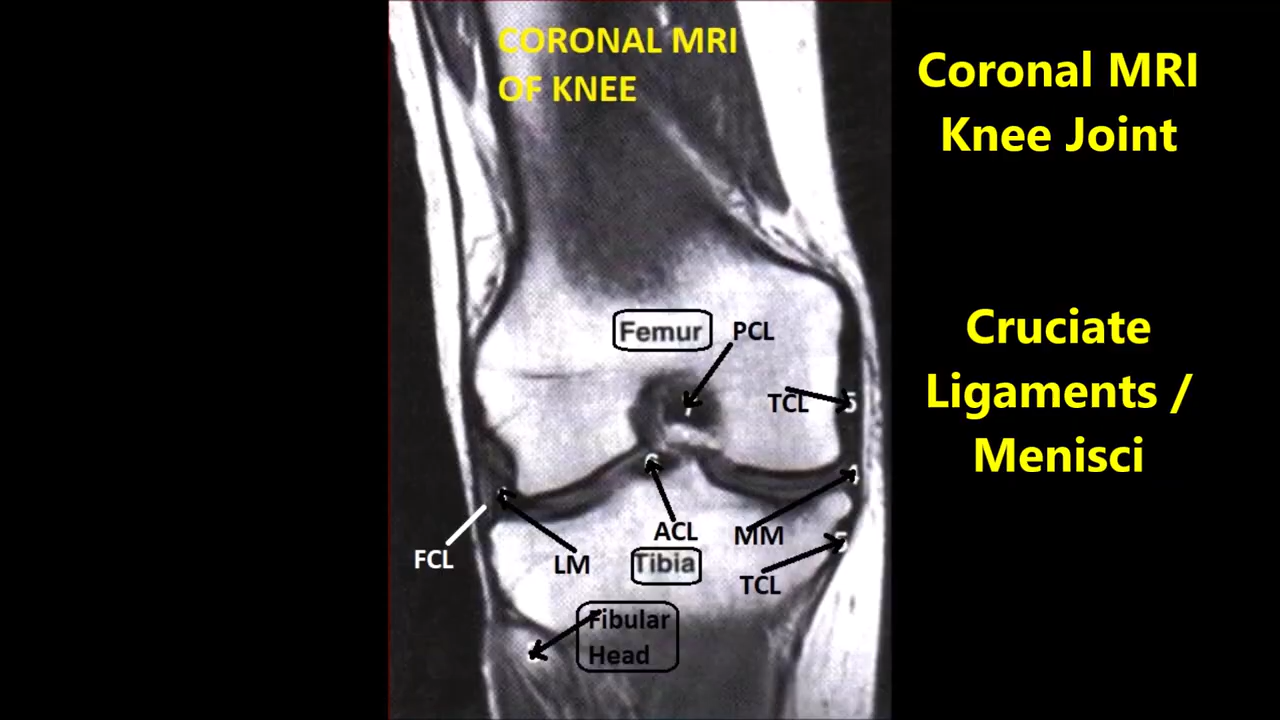 CORONAL MRI
OF KNEE
Coronal MRI
Knee Joint
Femur
PCL
TCL
Cruciate
Ligaments /
Menisci
ACL
MM
FCL
LM
Tibia
TCL
Fibular
Head